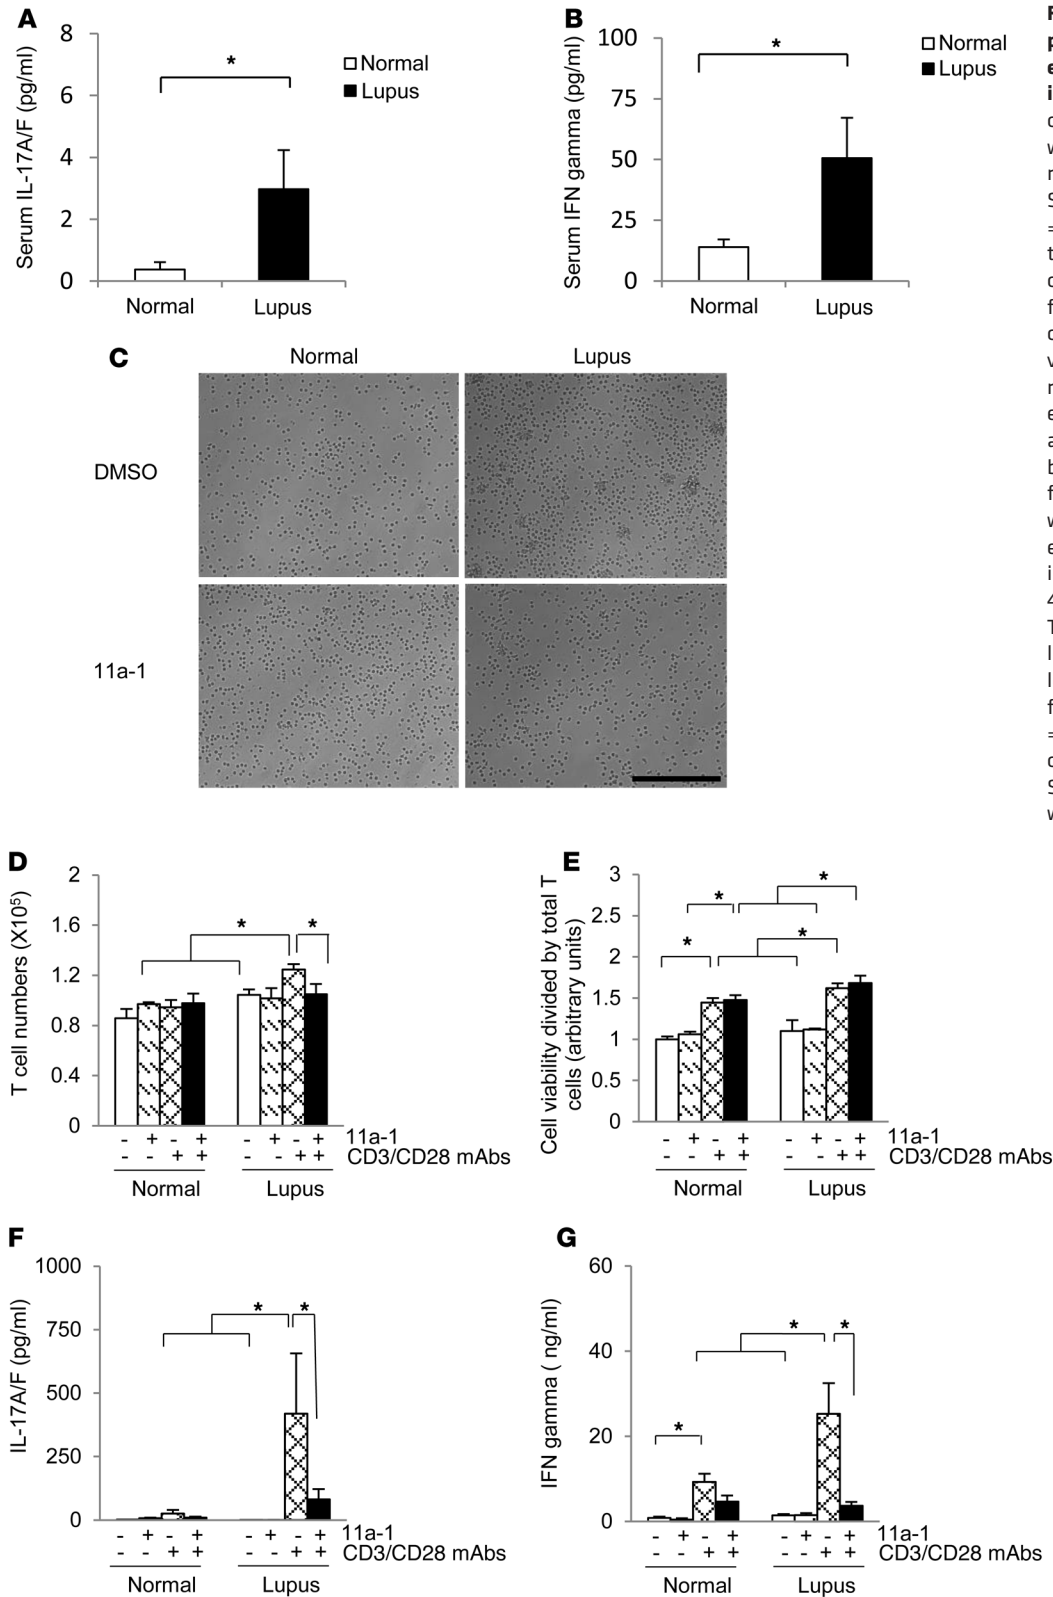 A
8
6
4
2
0
Serum IL-17A/F (pg/ml)
*
Normal
Lupus
Normal
Lupus
B
100
75
50
25
0
Serum IFN gamma (pg/ml)
*
Normal
Lupus
Normal
Lupus
C
Normal
Lupus
DMSO
11a-1
D
2
1.6
1.2
0.8
0.4
0
T cell numbers (X10⁵)
*
*
- + - + - + - + 11a-1
- - + + - - + + CD3/CD28 mAbs
Normal
Lupus
E
3
2.5
2
1.5
1
0.5
0
Cell viability divided by total T
cells (arbitrary units)
*
*
*
*
- + - + - + - + 11a-1
- - + + - - + + CD3/CD28 mAbs
Normal
Lupus
F
1000
750
500
250
0
IL-17A/F (pg/ml)
*
*
- + - + - + - + 11a-1
- - + + - - + + CD3/CD28 mAbs
Normal
Lupus
G
60
40
20
0
IFN gamma ( ng/ml)
*
*
*
- + - + - + - + 11a-1
- - + + - - + + CD3/CD28 mAbs
Normal
Lupus